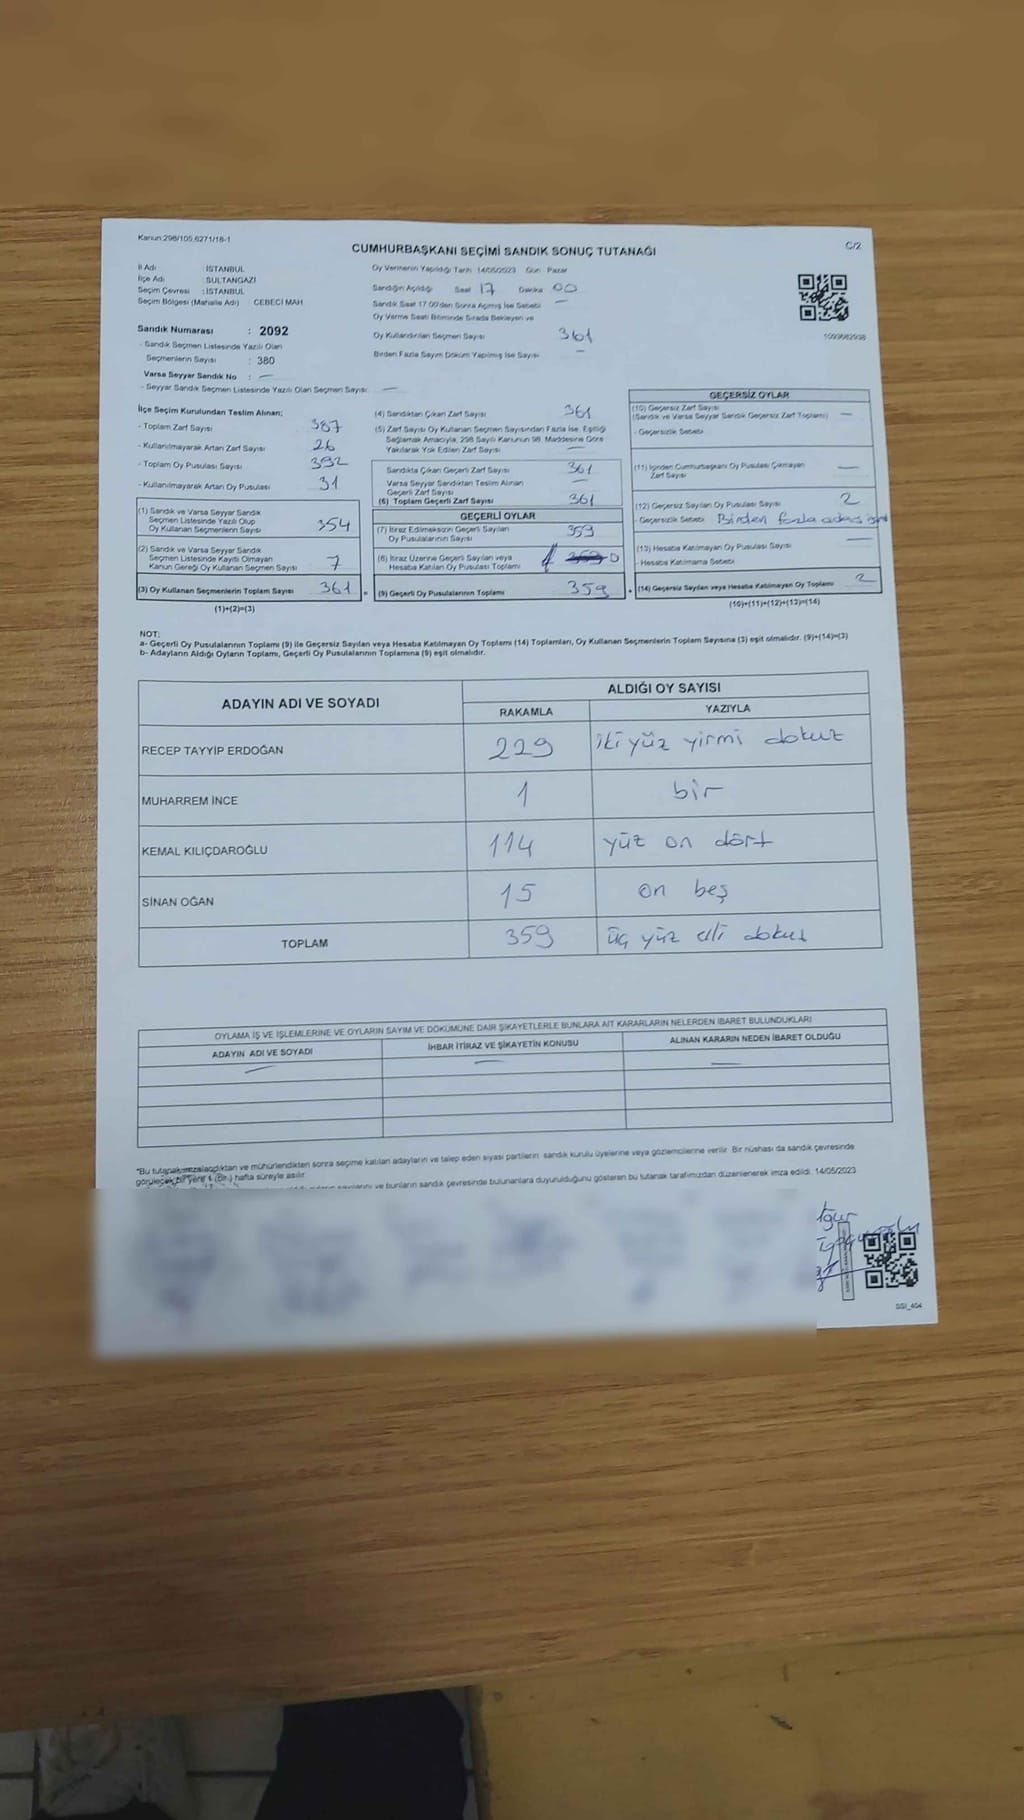 Kanun:298/105,6271/18-1
C/2
CUMHURBAŞKANI SEÇİMİ SANDIK SONUÇ TUTANAĞI
İl Adı İSTANBUL
İlçe Adı SULTANGAZİ
Seçim Çevresi : İSTANBUL
Seçim Bölgesi (Mahalle Adı) CEBECİ MAH
Sandık Numarası : 2092
- Sandık Seçmen Listesinde Yazılı Olan
Seçmenlerin Sayısı : 380
Varsa Seyyar Sandık No : —
- Seyyar Sandık Seçmen Listesinde Yazılı Olan Seçmen Sayısı —
Oy Vermenin Yapıldığı Tarih 14/05/2023 Gün Pazar
Sandığın Açıldığı Saat 17 Dakika 00
Sandık Saat 17:00'den Sonra Açılmış İse Sebebi —
Oy Verme Saati Bitiminde Sırada Bekleyen ve
Oy Kullandırılan Seçmen Sayısı 361
Birden Fazla Sayım Döküm Yapılmış İse Sayısı —
1093682938
İlçe Seçim Kurulundan Teslim Alınan;
- Toplam Zarf Sayısı 387
- Kullanılmayarak Artan Zarf Sayısı 26
- Toplam Oy Pusulası Sayısı 392
- Kullanılmayarak Artan Oy Pusulası 31
(1) Sandık ve Varsa Seyyar Sandık
Seçmen Listesinde Yazılı Olup
Oy Kullanan Seçmenlerin Sayısı 354
(2) Sandık ve Varsa Seyyar Sandık
Seçmen Listesinde Kayıtlı Olmayan
Kanun Gereği Oy Kullanan Seçmen Sayısı 7
(3) Oy Kullanan Seçmenlerin Toplam Sayısı 361 =
(1)+(2)=(3)
(4) Sandıktan Çıkan Zarf Sayısı 361
(5) Zarf Sayısı Oy Kullanan Seçmen Sayısından Fazla İse, Eşitliği
Sağlamak Amacıyla, 298 Sayılı Kanunun 98. Maddesine Göre
Yakılarak Yok Edilen Zarf Sayısı —
Sandıkta Çıkan Geçerli Zarf Sayısı 361
Varsa Seyyar Sandıktan Teslim Alınan
Geçerli Zarf Sayısı —
(6) Toplam Geçerli Zarf Sayısı 361
GEÇERLİ OYLAR
(7) İtiraz Edilmeksizin Geçerli Sayılan
Oy Pusulalarının Sayısı 359
(8) İtiraz Üzerine Geçerli Sayılan veya
Hesaba Katılan Oy Pusulası Toplamı 0
(9) Geçerli Oy Pusulalarının Toplamı 359 +
GEÇERSİZ OYLAR
(10) Geçersiz Zarf Sayısı
(Sandık ve Varsa Seyyar Sandık Geçersiz Zarf Toplamı) —
- Geçersizlik Sebebi
(11) İçinden Cumhurbaşkanı Oy Pusulası Çıkmayan
Zarf Sayısı —
(12) Geçersiz Sayılan Oy Pusulası Sayısı 2
- Geçersizlik Sebebi Birden fazla adas
(13) Hesaba Katılmayan Oy Pusulası Sayısı —
- Hesaba Katılmama Sebebi
(14) Geçersiz Sayılan veya Hesaba Katılmayan Oy Toplamı 2
(10)+(11)+(12)+(13)=(14)
NOT:
a- Geçerli Oy Pusulalarının Toplamı (9) ile Geçersiz Sayılan veya Hesaba Katılmayan Oy Toplamı (14) Toplamları, Oy Kullanan Seçmenlerin Toplam Sayısına (3) eşit olmalıdır. (9)+(14)=(3)
b- Adayların Aldığı Oyların Toplamı, Geçerli Oy Pusulalarının Toplamına (9) eşit olmalıdır.
ADAYIN ADI VE SOYADI
ALDIĞI OY SAYISI
RAKAMLA YAZIYLA
RECEP TAYYİP ERDOĞAN 229 iki yüz yirmi dokuz
MUHARREM İNCE 1 bir
KEMAL KILIÇDAROĞLU 114 yüz on dört
SİNAN OĞAN 15 on beş
TOPLAM 359 üç yüz elli dokuz
OYLAMA İŞ VE İŞLEMLERİNE VE OYLARIN SAYIM VE DÖKÜMÜNE DAİR ŞİKAYETLERLE BUNLARA AİT KARARLARIN NELERDEN İBARET BULUNDUKLARI
ADAYIN ADI VE SOYADI İHBAR İTİRAZ VE ŞİKAYETİN KONUSU ALINAN KARARIN NEDEN İBARET OLDUĞU
— — —
"Bu tutanak imzalandıktan ve mühürlendikten sonra seçime katılan adayların ve talep eden siyasi partilerin sandık kurulu üyelerine veya gözlemcilerine verilir. Bir nüshası da sandık çevresinde
görülecek bir yere 1 (Bir) hafta süreyle asılır
sayılarını ve bunların sandık çevresinde bulunanlara duyurulduğunu gösteren bu tutanak tarafımızdan düzenlenerek imza edildi. 14/05/2023
SGI_404